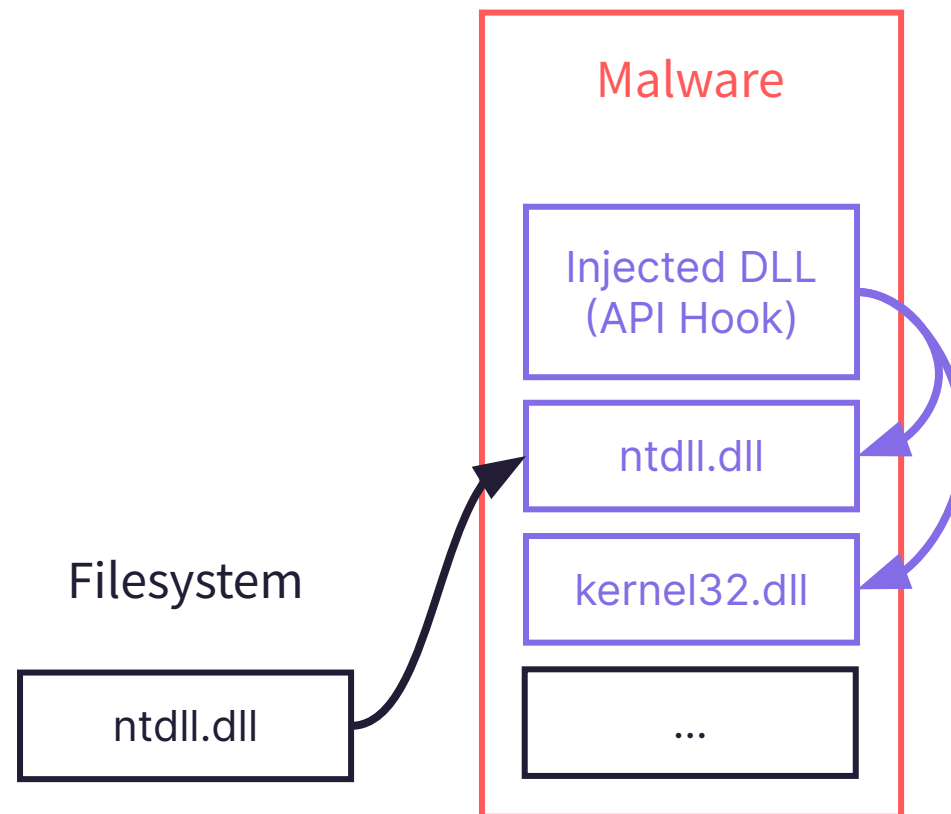 Malware
Injected DLL
(API Hook)
ntdll.dll
kernel32.dll
...
Filesystem
ntdll.dll